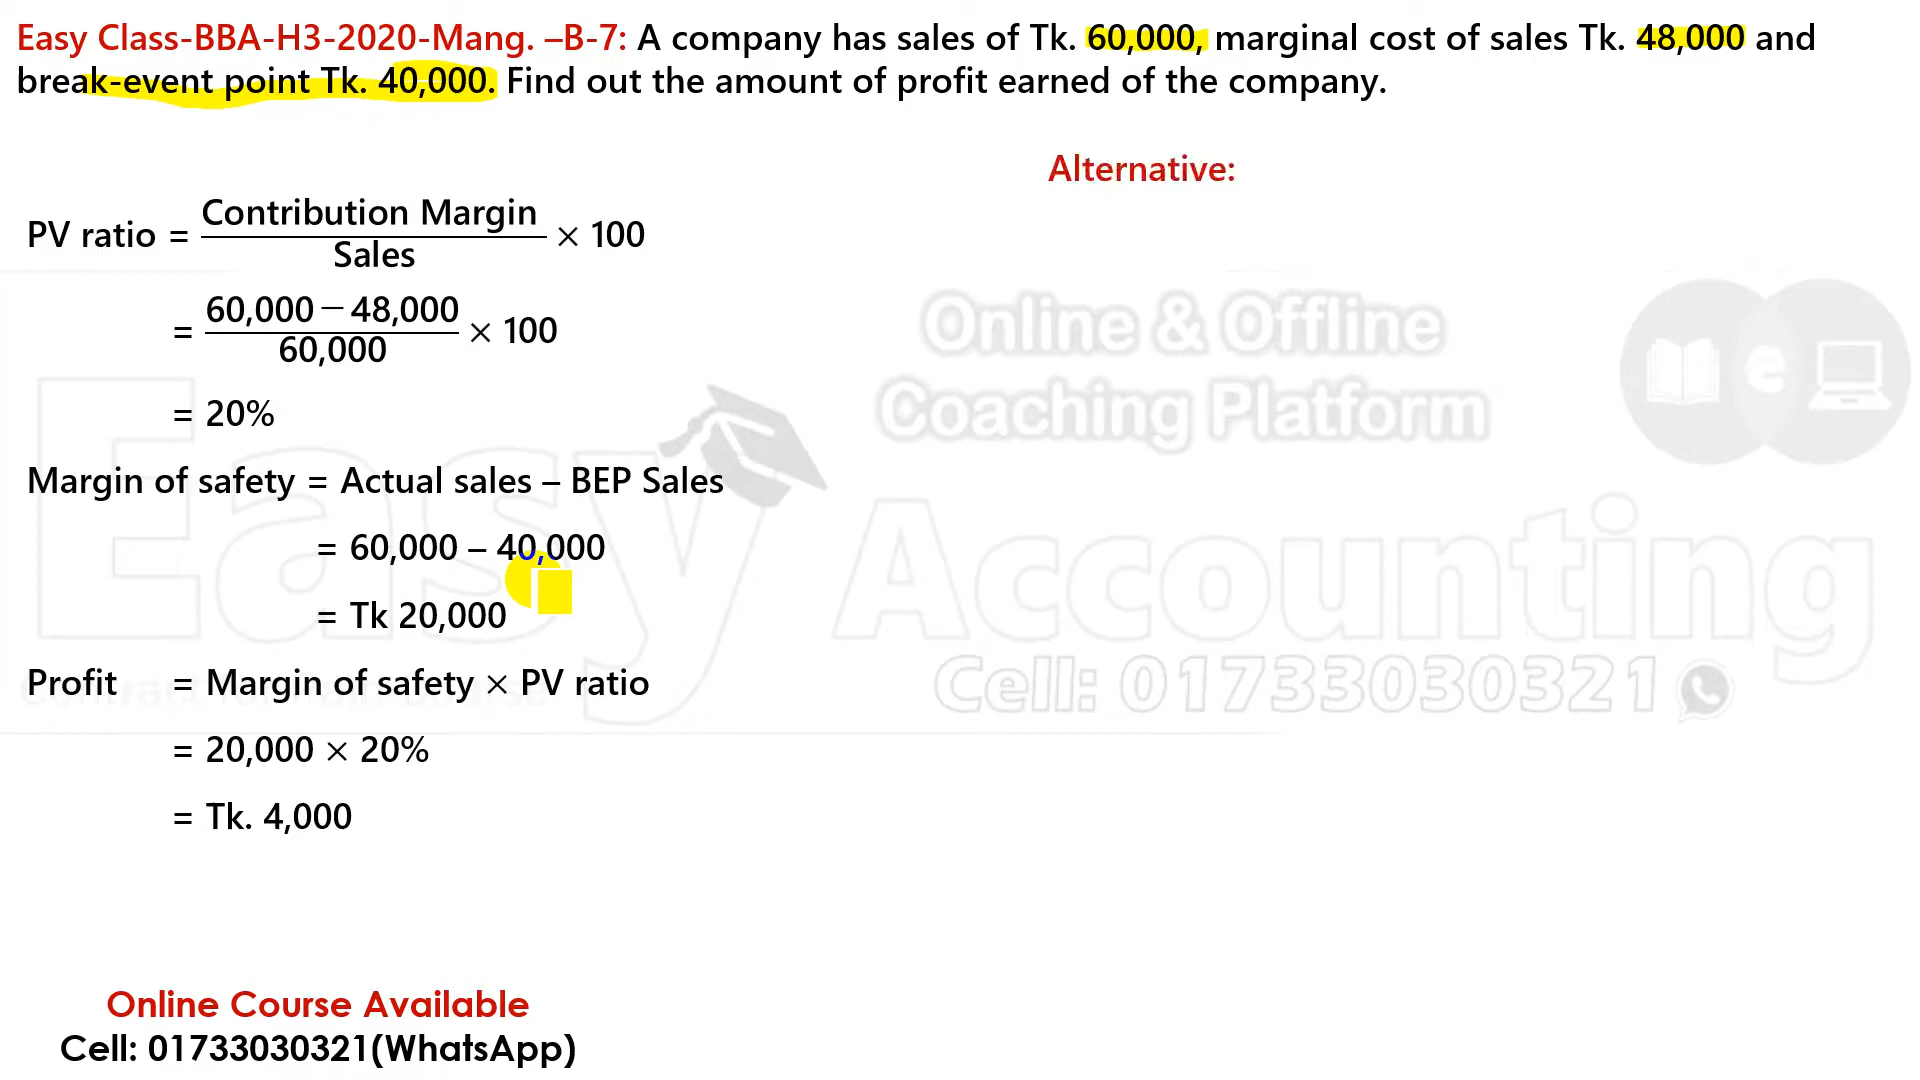 Easy Class-BBA-H3-2020-Mang. –B-7: A company has sales of Tk. 60,000, marginal cost of sales Tk. 48,000 and
break-event point Tk. 40,000. Find out the amount of profit earned of the company.
Alternative:
PV ratio = Contribution Margin / Sales × 100
= 60,000 – 48,000 / 60,000 × 100
= 20%
Margin of safety = Actual sales – BEP Sales
= 60,000 – 40,000
= Tk 20,000
Profit = Margin of safety × PV ratio
= 20,000 × 20%
= Tk. 4,000
Online & Offline
Coaching Platform
e
Easy Accounting
Cell: 01733030321
Online Course Available
Cell: 01733030321(WhatsApp)